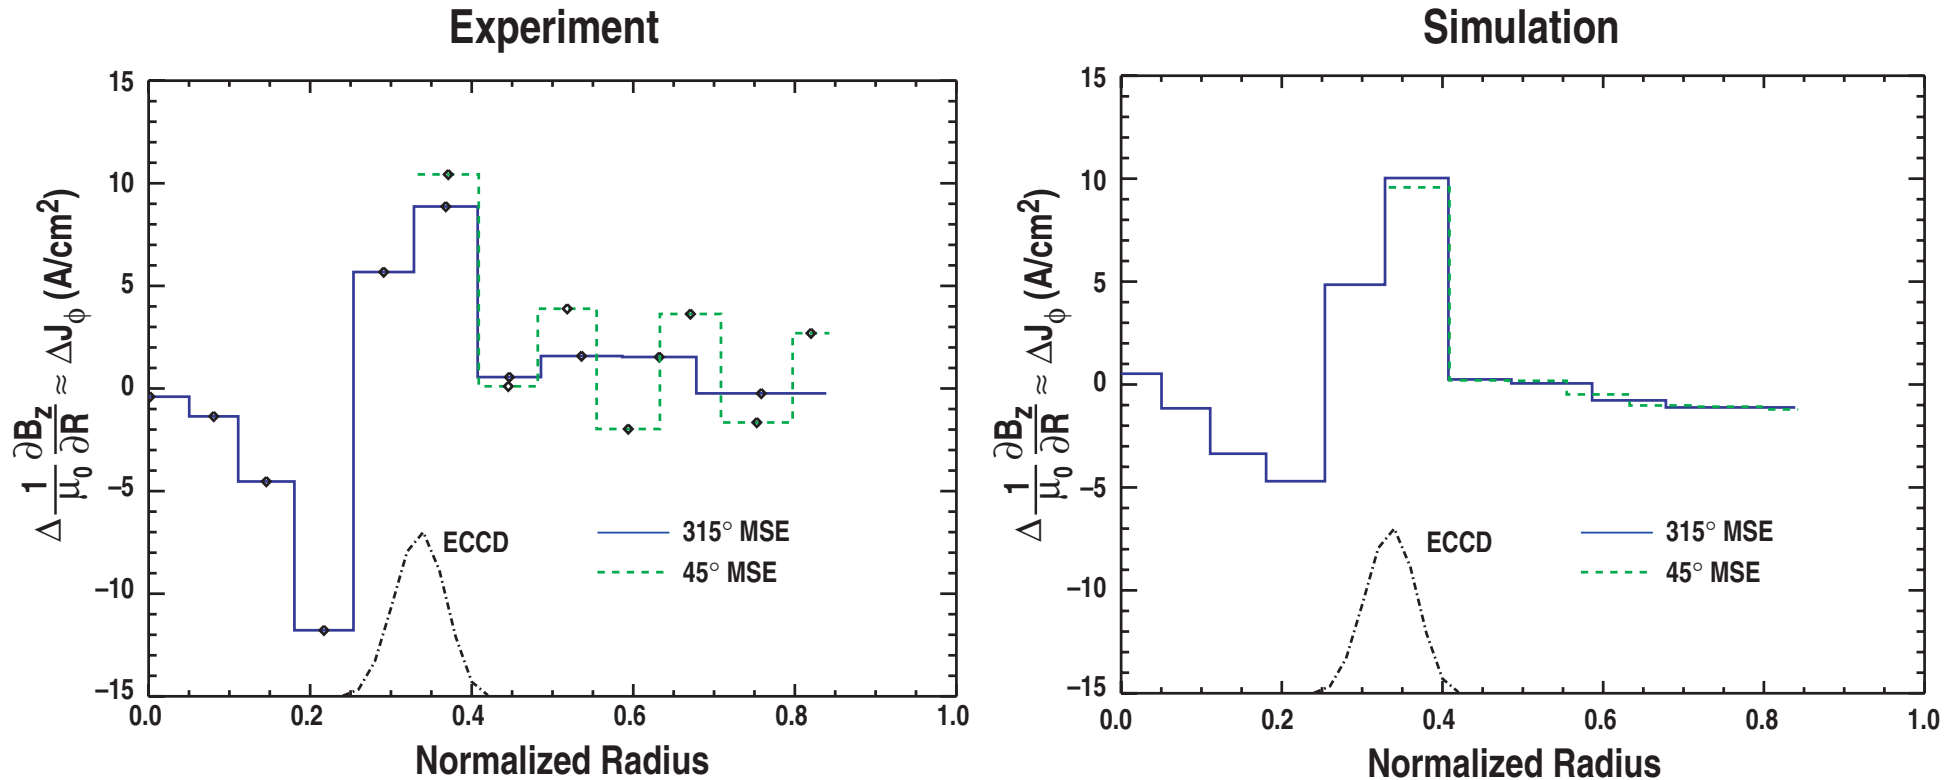 Experiment
15
10
5
0
−5
−10
−15
0.0 0.2 0.4 0.6 0.8 1.0
Normalized Radius
Δ 1/μ0 ∂Bz/∂R ≈ ΔJϕ (A/cm2)
ECCD
315° MSE
45° MSE
Simulation
15
10
5
0
−5
−10
−15
0.0 0.2 0.4 0.6 0.8 1.0
Normalized Radius
Δ 1/μ0 ∂Bz/∂R ≈ ΔJϕ (A/cm2)
ECCD
315° MSE
45° MSE